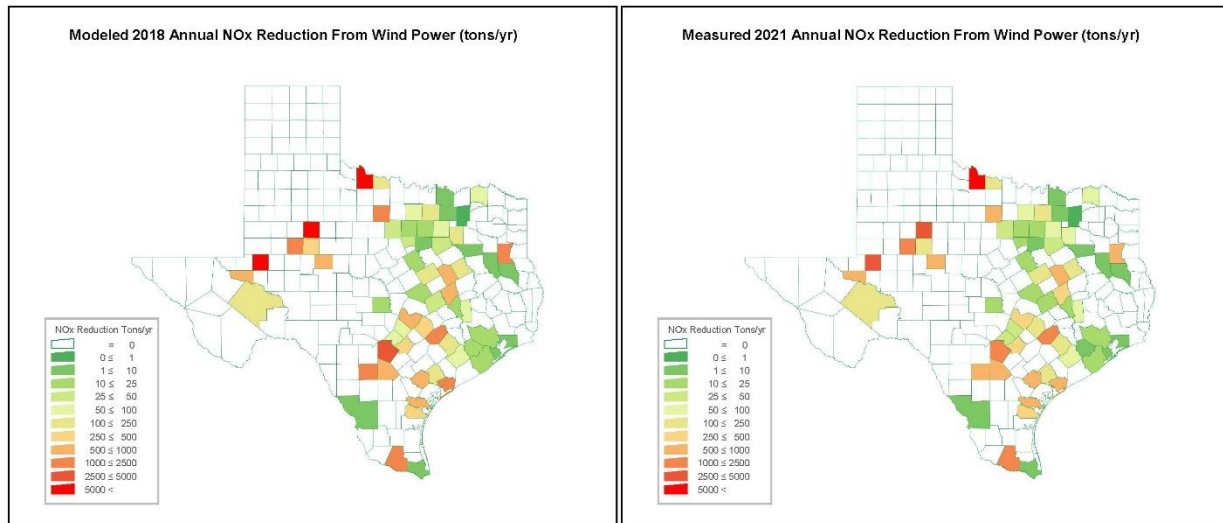 Modeled 2018 Annual NOx Reduction From Wind Power (tons/yr)
NOx Reduction Tons/yr
= 0
0 ≤ 1
1 ≤ 10
10 ≤ 25
25 ≤ 50
50 ≤ 100
100 ≤ 250
250 ≤ 500
500 ≤ 1000
1000 ≤ 2500
2500 ≤ 5000
5000 <
Measured 2021 Annual NOx Reduction From Wind Power (tons/yr)
NOx Reduction Tons/yr
= 0
0 ≤ 1
1 ≤ 10
10 ≤ 25
25 ≤ 50
50 ≤ 100
100 ≤ 250
250 ≤ 500
500 ≤ 1000
1000 ≤ 2500
2500 ≤ 5000
5000 <